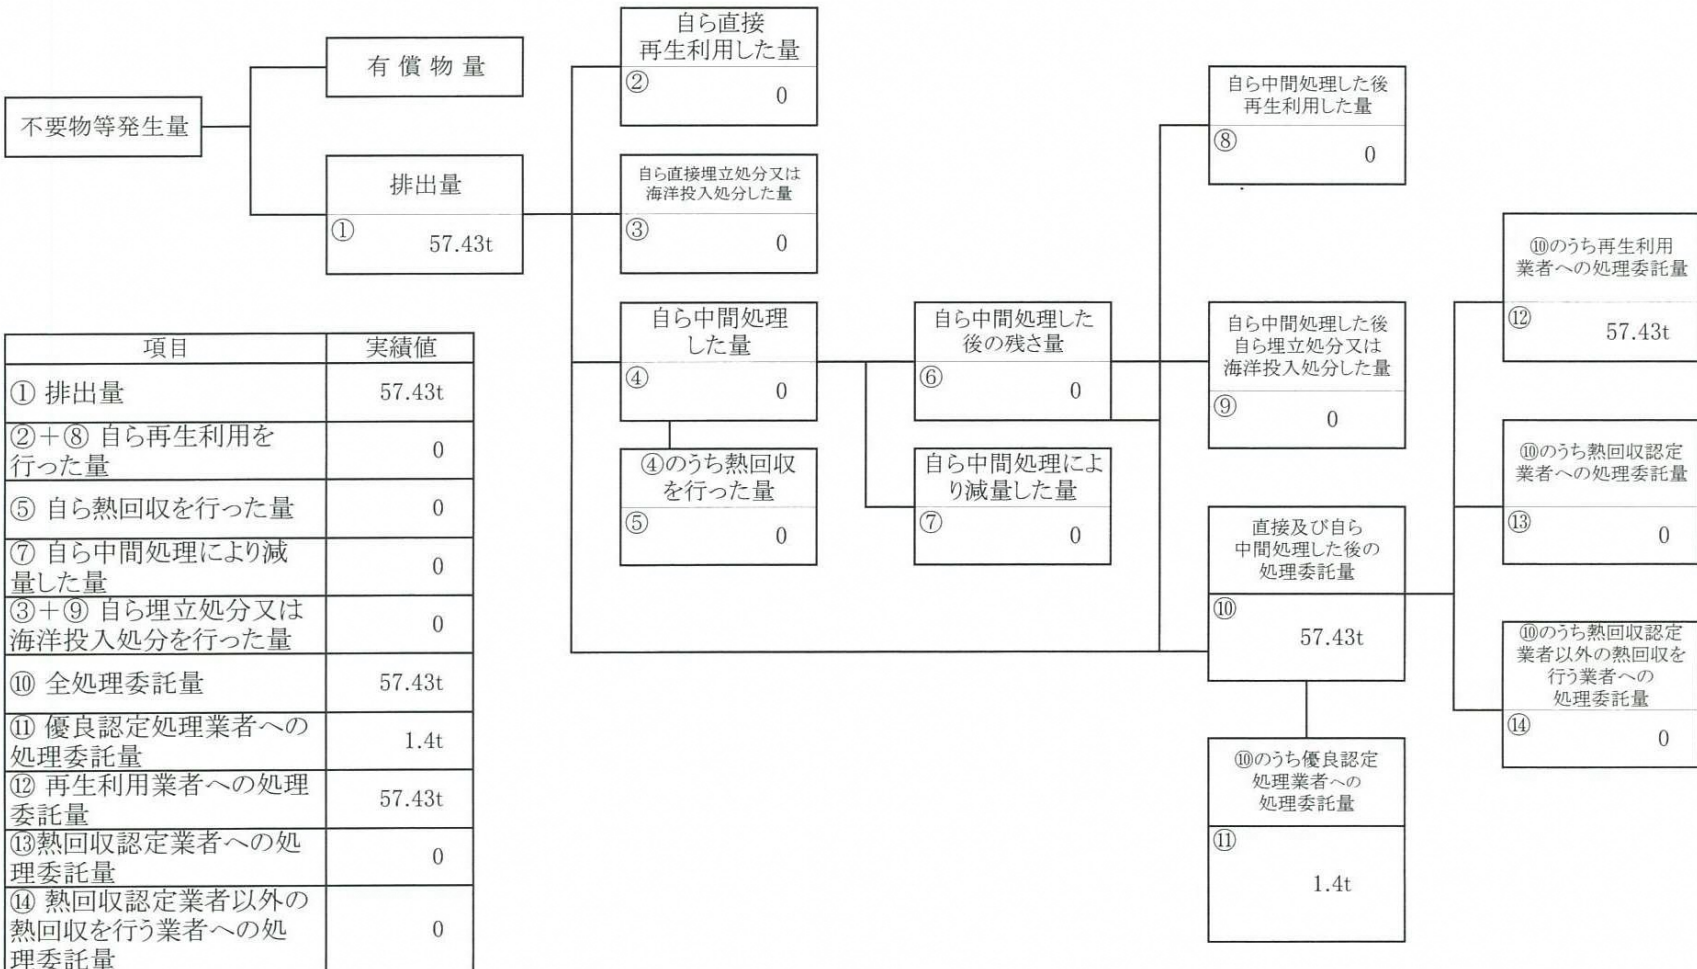 不要物等発生量
有償物量
排出量
①
57.43t
自ら直接
再生利用した量
②
0
自ら直接埋立処分又は
海洋投入処分した量
③
0
自ら中間処理
した量
④
0
④のうち熱回収
を行った量
⑤
0
自ら中間処理した
後の残さ量
⑥
0
自ら中間処理によ
り減量した量
⑦
0
自ら中間処理した後
再生利用した量
⑧
0
自ら中間処理した後
自ら埋立処分又は
海洋投入処分した量
⑨
0
直接及び自ら
中間処理した後の
処理委託量
⑩
57.43t
⑩のうち優良認定
処理業者への
処理委託量
⑪
1.4t
⑩のうち再生利用
業者への処理委託量
⑫
57.43t
⑩のうち熱回収認定
業者への処理委託量
⑬
0
⑩のうち熱回収認定
業者以外の熱回収を
行う業者への
処理委託量
⑭
0
項目 実績値
① 排出量 57.43t
②+⑧ 自ら再生利用を
行った量 0
⑤ 自ら熱回収を行った量 0
⑦ 自ら中間処理により減
量した量 0
③+⑨ 自ら埋立処分又は
海洋投入処分を行った量 0
⑩ 全処理委託量 57.43t
⑪ 優良認定処理業者への
処理委託量 1.4t
⑫ 再生利用業者への処理
委託量 57.43t
⑬熱回収認定業者への処
理委託量 0
⑭ 熱回収認定業者以外の
熱回収を行う業者への処
理委託量 0